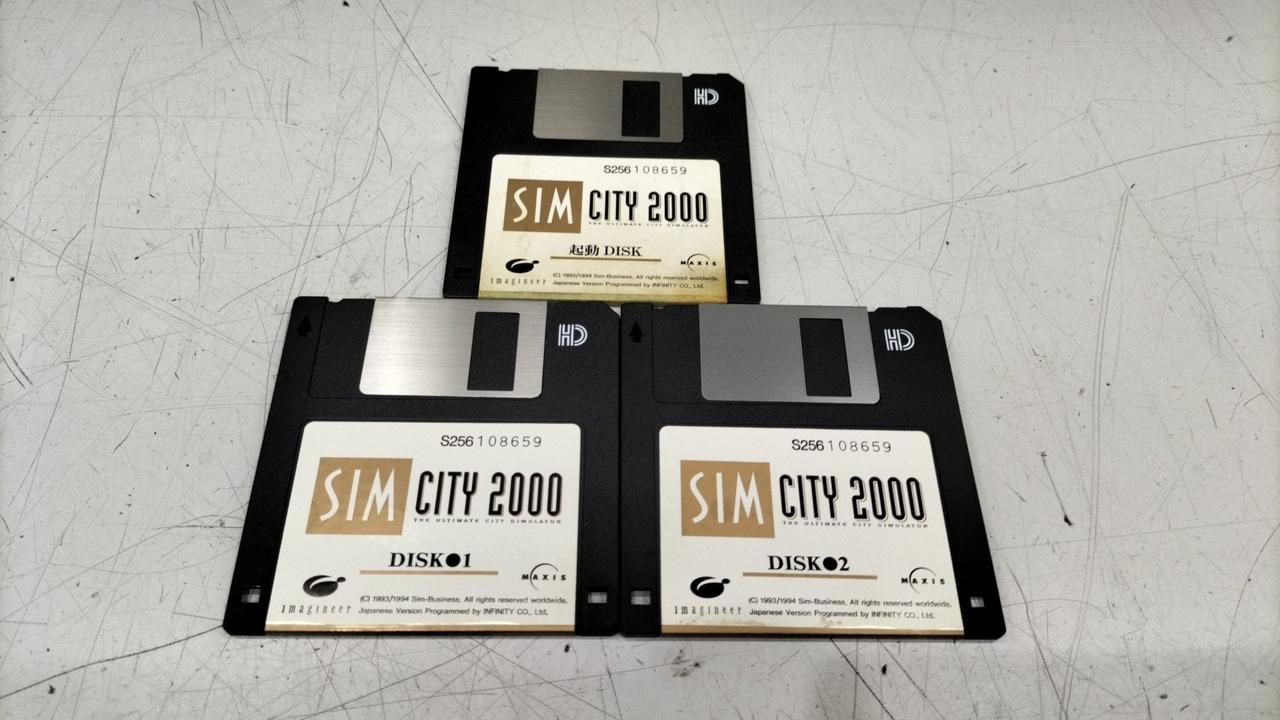 HD
S256 108659
SIM CITY 2000
THE ULTIMATE CITY SIMULATOR
起動 DISK
imagineer
MAXIS
(C) 1993/1994 Sim-Business, All rights reserved worldwide.
Japanese Version Programmed by INFINITY CO., Ltd.
HD
S256 108659
SIM CITY 2000
THE ULTIMATE CITY SIMULATOR
DISK●1
imagineer
MAXIS
(C) 1993/1994 Sim-Business, All rights reserved worldwide.
Japanese Version Programmed by INFINITY CO., Ltd.
HD
S256 108659
SIM CITY 2000
THE ULTIMATE CITY SIMULATOR
DISK●2
imagineer
MAXIS
(C) 1993/1994 Sim-Business, All rights reserved worldwide.
Japanese Version Programmed by INFINITY CO., Ltd.